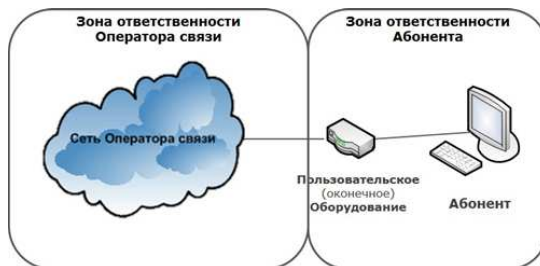 Зона ответственности
Оператора связи
Зона ответственности
Абонента
Сеть Оператора связи
Пользовательское
(оконечное)
Оборудование
Абонент